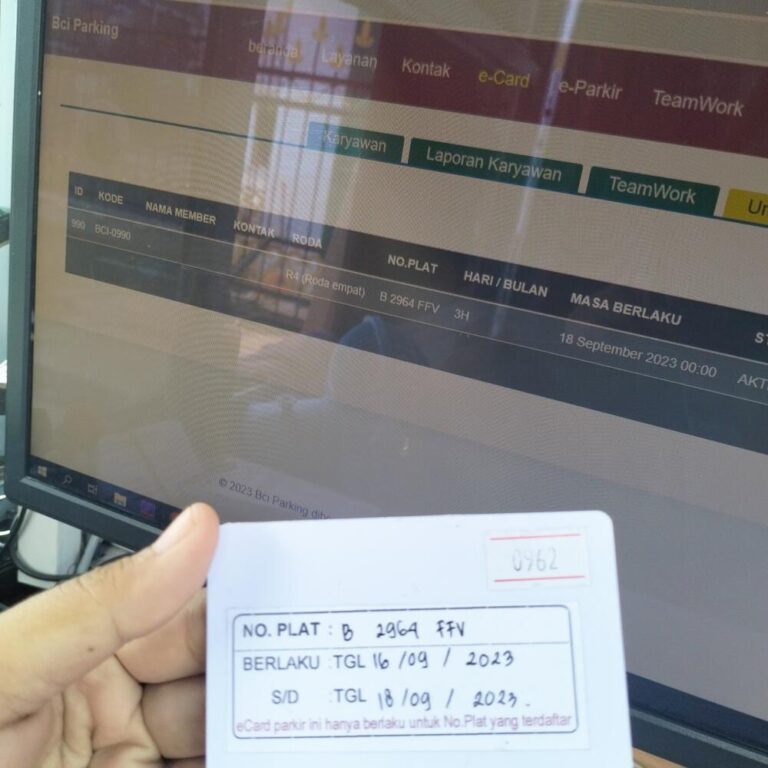 Bci Parking
beranda Layanan Kontak e-Card e-Parkir TeamWork
Karyawan Laporan Karyawan TeamWork
ID KODE NAMA MEMBER KONTAK RODA NO.PLAT HARI / BULAN MASA BERLAKU
990 BCI-0990 R4 (Roda empat) B 2964 FFV 3H 18 September 2023 00:00
© 2023 Bci Parking
0962
NO. PLAT : B 2964 FFV
BERLAKU :TGL 16 /09 / 2023
S/D :TGL 18 /09 / 2023.
eCard parkir ini hanya berlaku untuk No.Plat yang terdaftar